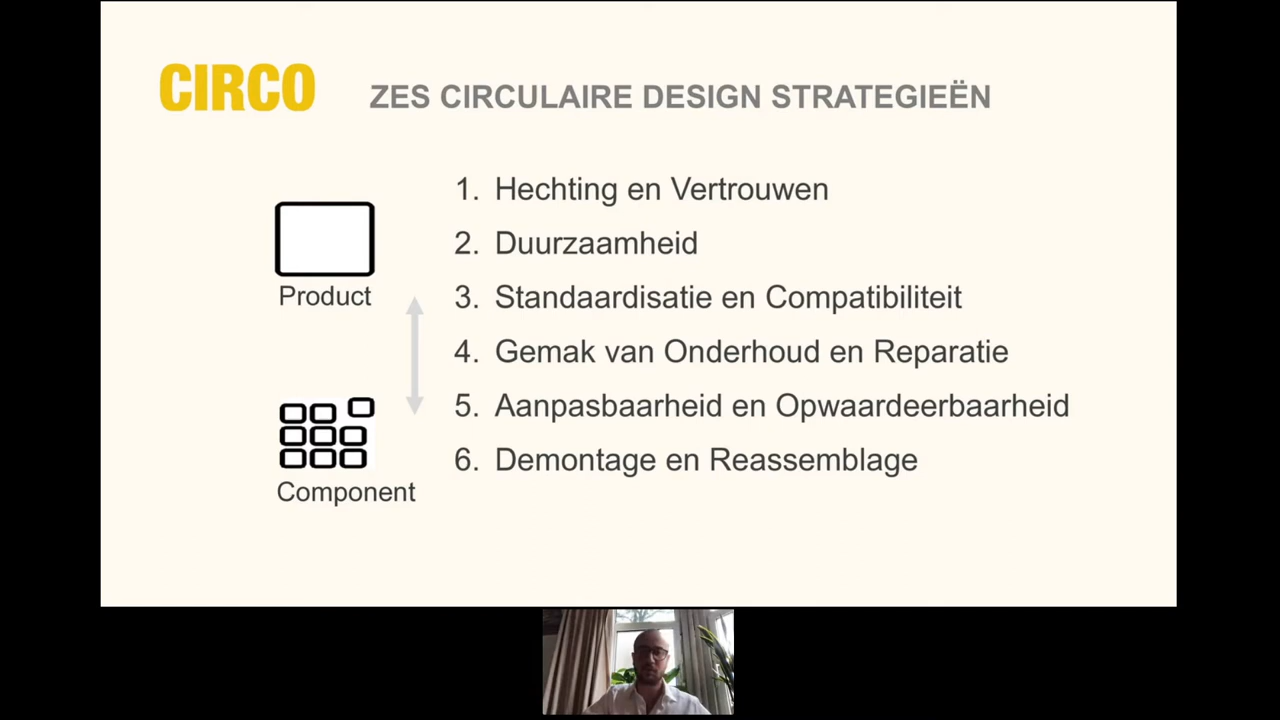 CIRCO
ZES CIRCULAIRE DESIGN STRATEGIEËN
1. Hechting en Vertrouwen
2. Duurzaamheid
3. Standaardisatie en Compatibiliteit
4. Gemak van Onderhoud en Reparatie
5. Aanpasbaarheid en Opwaardeerbaarheid
6. Demontage en Reassemblage
Product
Component